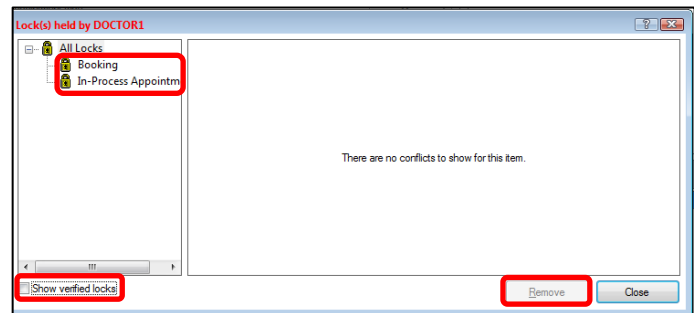 Lock(s) held by DOCTOR1
All Locks
Booking
In-Process Appointm
There are no conflicts to show for this item.
Show verified locks
Remove
Close